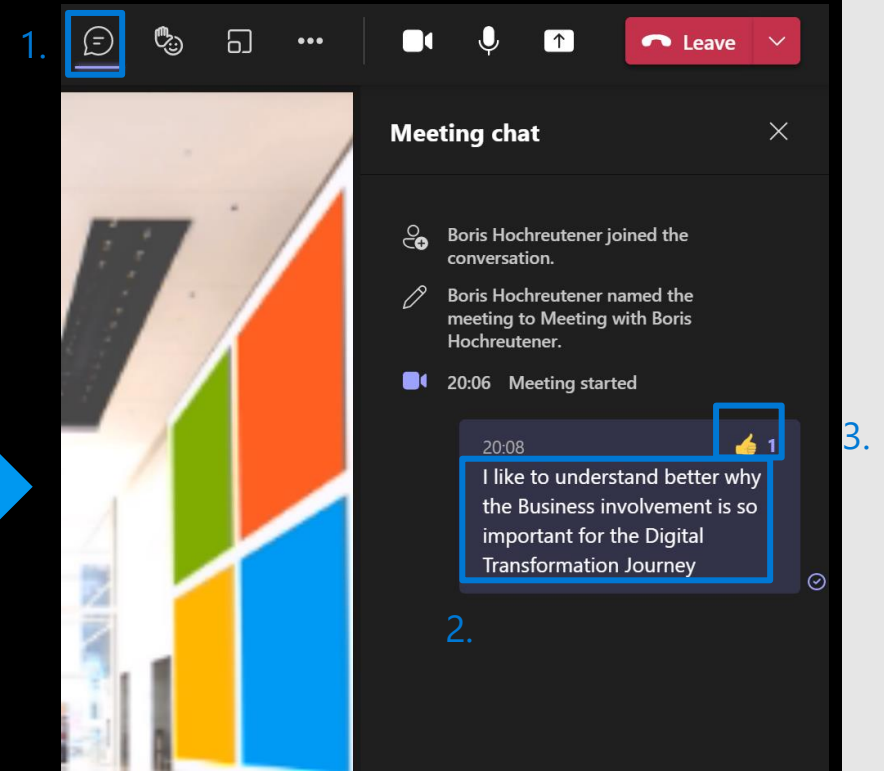 1.
Leave
Meeting chat
Boris Hochreutener joined the
conversation.
Boris Hochreutener named the
meeting to Meeting with Boris
Hochreutener.
20:06 Meeting started
20:08 👍 1
3.
I like to understand better why
the Business involvement is so
important for the Digital
Transformation Journey
2.